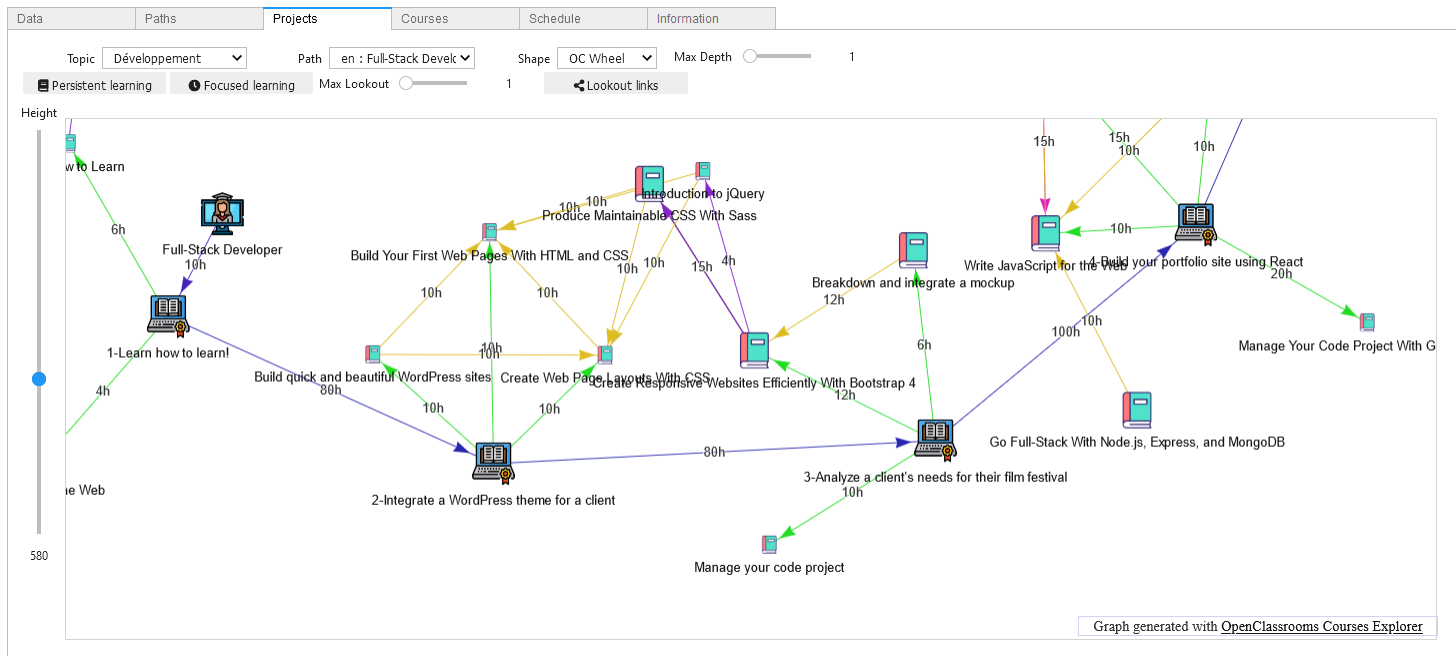 Data
Paths
Projects
Courses
Schedule
Information
Topic
Développement
Path
en : Full-Stack Develc
Shape
OC Wheel
Max Depth
1
Persistent learning
Focused learning
Max Lookout
1
Lookout links
Height
580
w to Learn
6h
Full-Stack Developer
10h
1-Learn how to learn!
4h
ne Web
80h
Introduction to jQuery
10h
10h
Produce Maintainable CSS With Sass
Build Your First Web Pages With HTML and CSS
10h
10h
10h
10h
15h
4h
10h
10h
Build quick and beautiful WordPress sites
Create Web Page Layouts With CSS
Create Responsive Websites Efficiently With Bootstrap 4
10h
10h
12h
2-Integrate a WordPress theme for a client
80h
Breakdown and integrate a mockup
12h
6h
3-Analyze a client's needs for their film festival
10h
Manage your code project
15h
15h
10h
10h
10h
Write JavaScript for the Web
4-Build your portfolio site using React
20h
100h
10h
Manage Your Code Project With G
Go Full-Stack With Node.js, Express, and MongoDB
Graph generated with OpenClassrooms Courses Explorer